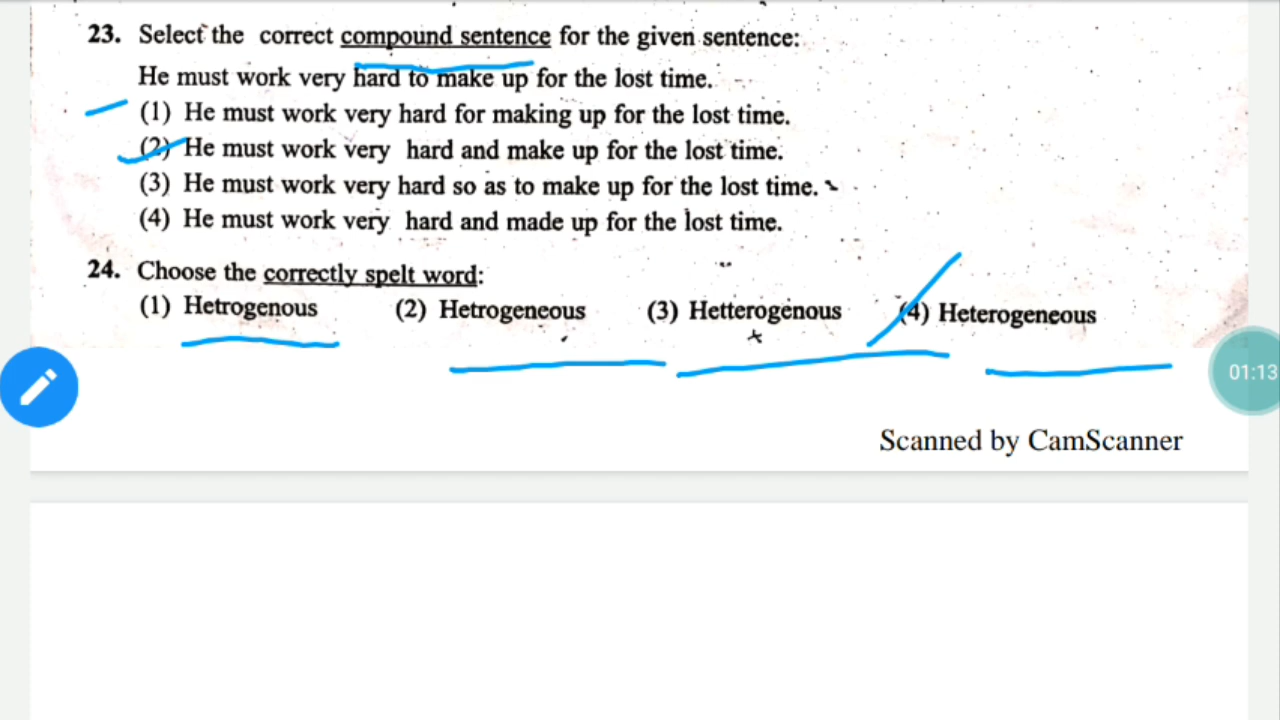 23. Select the correct compound sentence for the given sentence:
He must work very hard to make up for the lost time.
(1) He must work very hard for making up for the lost time.
(2) He must work very hard and make up for the lost time.
(3) He must work very hard so as to make up for the lost time.
(4) He must work very hard and made up for the lost time.
24. Choose the correctly spelt word:
(1) Hetrogenous (2) Hetrogeneous (3) Hetterogenous (4) Heterogeneous
01:13
Scanned by CamScanner